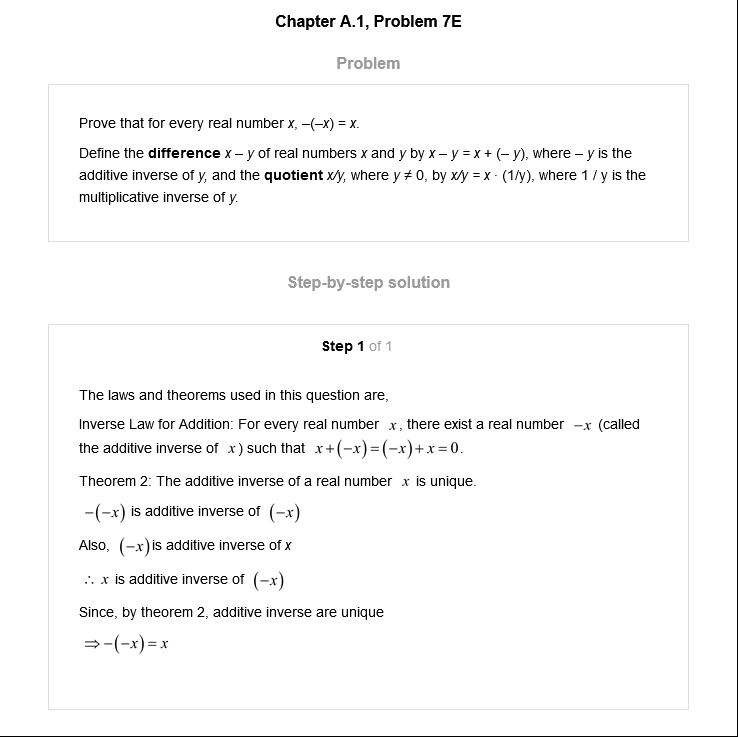 Chapter A.1, Problem 7E
Problem
Prove that for every real number x, –(–x) = x.
Define the difference x – y of real numbers x and y by x – y = x + (– y), where – y is the
additive inverse of y, and the quotient x/y, where y ≠ 0, by x/y = x · (1/y), where 1 / y is the
multiplicative inverse of y.
Step-by-step solution
Step 1 of 1
The laws and theorems used in this question are,
Inverse Law for Addition: For every real number x, there exist a real number −x (called
the additive inverse of x) such that x+(−x)=(−x)+x=0.
Theorem 2: The additive inverse of a real number x is unique.
−(−x) is additive inverse of (−x)
Also, (−x)is additive inverse of x
∴ x is additive inverse of (−x)
Since, by theorem 2, additive inverse are unique
⇒−(−x)=x